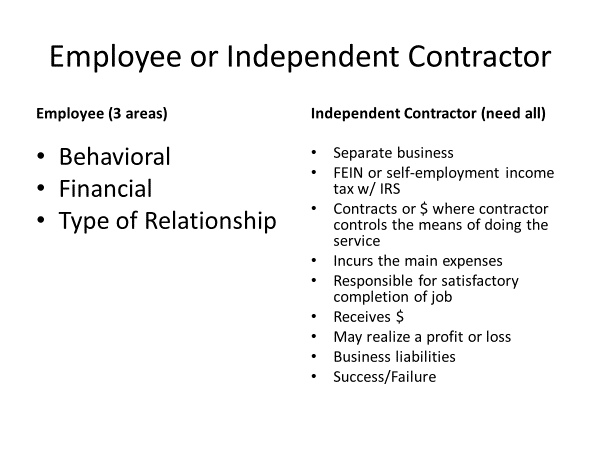 Employee or Independent Contractor
Employee (3 areas)
• Behavioral
• Financial
• Type of Relationship
Independent Contractor (need all)
• Separate business
• FEIN or self-employment income
tax w/ IRS
• Contracts or $ where contractor
controls the means of doing the
service
• Incurs the main expenses
• Responsible for satisfactory
completion of job
• Receives $
• May realize a profit or loss
• Business liabilities
• Success/Failure